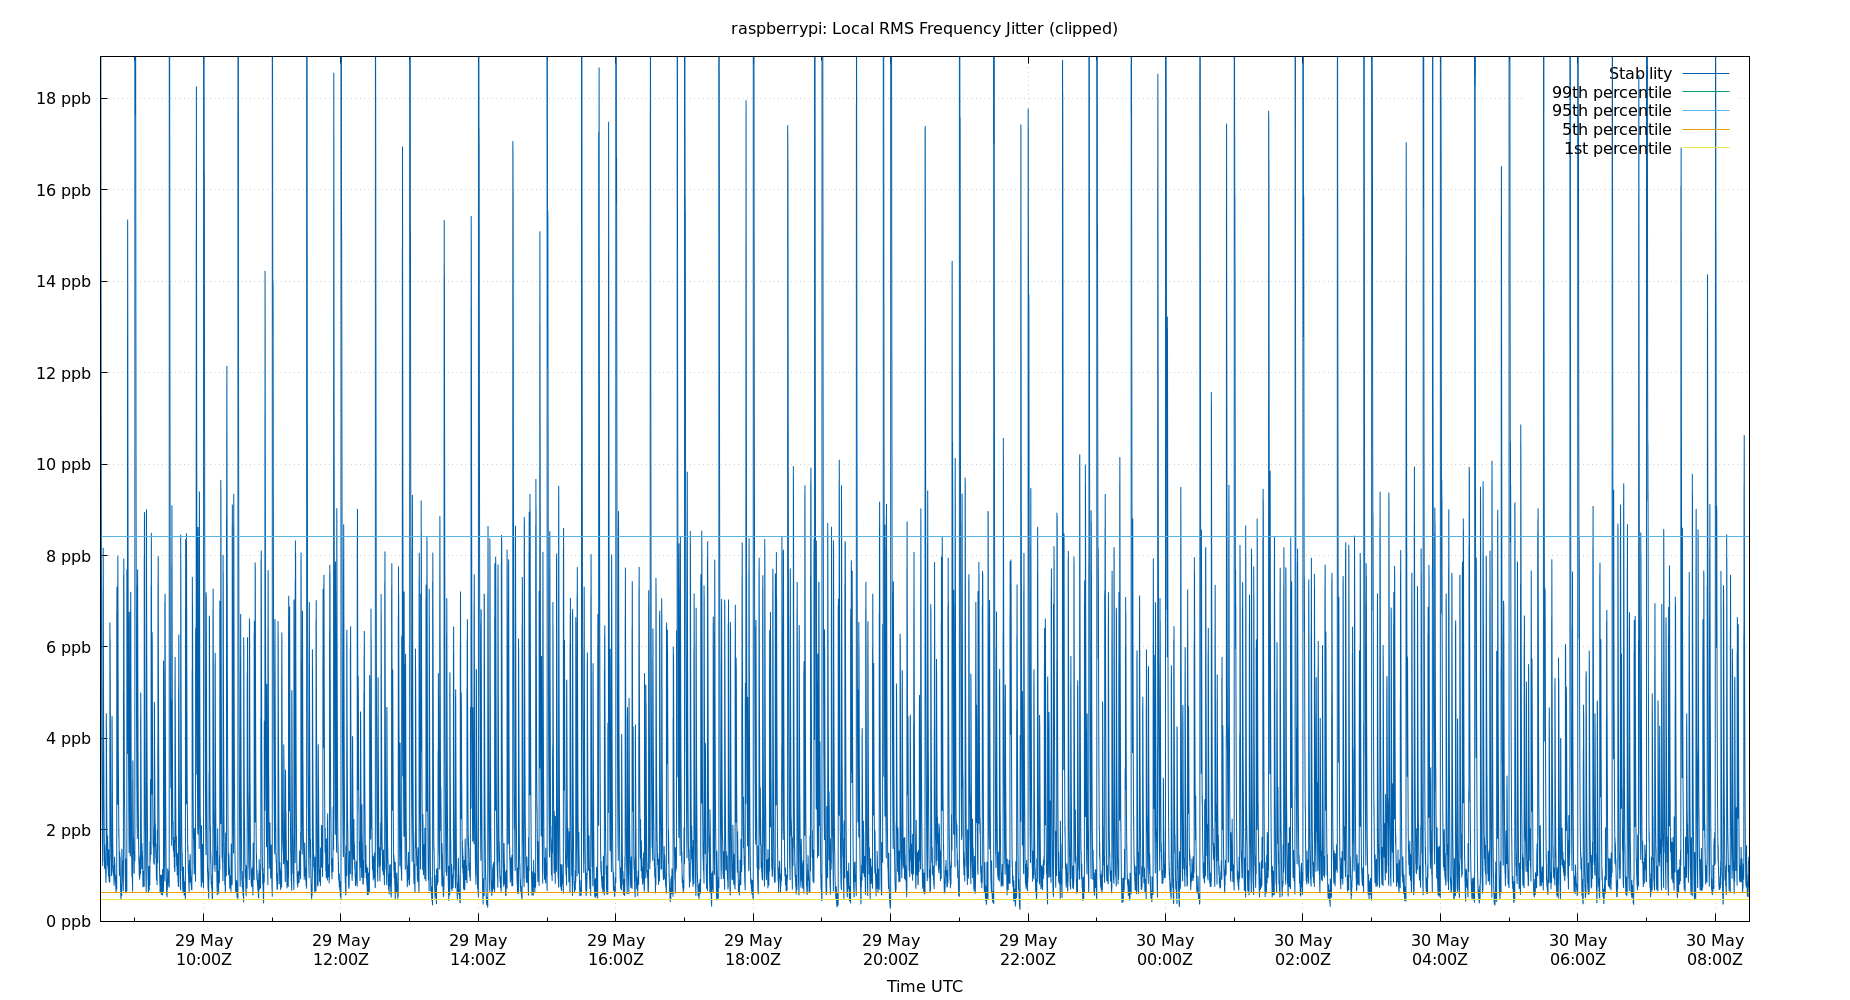 raspberrypi: Local RMS Frequency Jitter (clipped)
Stability
99th percentile
95th percentile
5th percentile
1st percentile
18 ppb
16 ppb
14 ppb
12 ppb
10 ppb
8 ppb
6 ppb
4 ppb
2 ppb
0 ppb
29 May 29 May 29 May 29 May 29 May 29 May 29 May 30 May 30 May 30 May 30 May 30 May
10:00Z 12:00Z 14:00Z 16:00Z 18:00Z 20:00Z 22:00Z 00:00Z 02:00Z 04:00Z 06:00Z 08:00Z
Time UTC